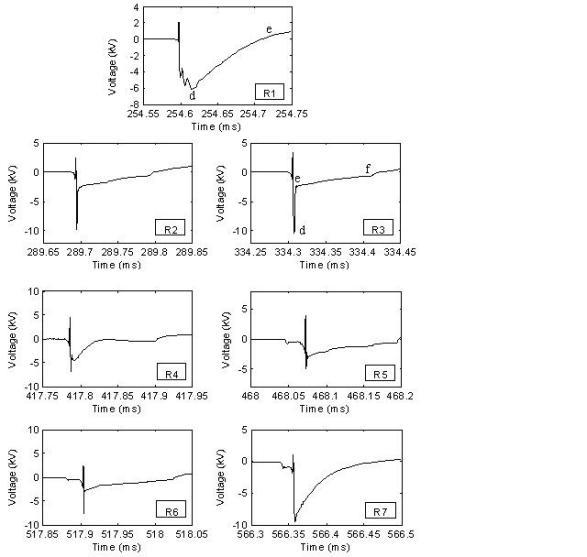 4
2
0
-2
-4
-6
-8
Voltage (kV)
e
d
R1
254.55 254.6 254.65 254.7 254.75
Time (ms)
5
0
-5
-10
Voltage (kV)
R2
289.65 289.7 289.75 289.8 289.85
Time (ms)
5
0
-5
-10
Voltage (kV)
e
f
d
R3
334.25 334.3 334.35 334.4 334.45
Time (ms)
10
5
0
-5
-10
Voltage (kV)
R4
417.75 417.8 417.85 417.9 417.95
Time (ms)
5
0
-5
Voltage (kV)
R5
468 468.05 468.1 468.15 468.2
Time (ms)
10
5
0
-5
-10
Voltage (kV)
R6
517.85 517.9 517.95 518 518.05
Time (ms)
5
0
-5
-10
Voltage (kV)
R7
566.3 566.35 566.4 566.45 566.5
Time (ms)